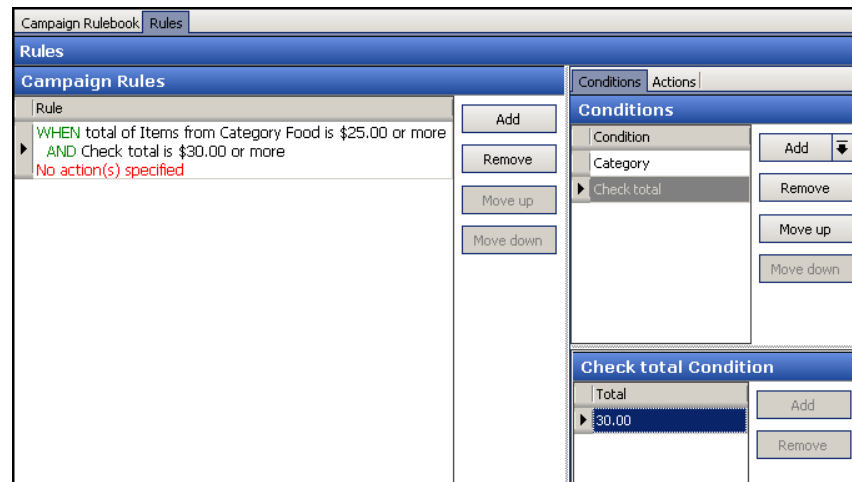 Campaign Rulebook Rules
Rules
Campaign Rules
Rule
WHEN total of Items from Category Food is $25.00 or more
AND Check total is $30.00 or more
No action(s) specified
Add
Remove
Move up
Move down
Conditions Actions
Conditions
Condition
Category
Check total
Add
Remove
Move up
Move down
Check total Condition
Total
30.00
Add
Remove